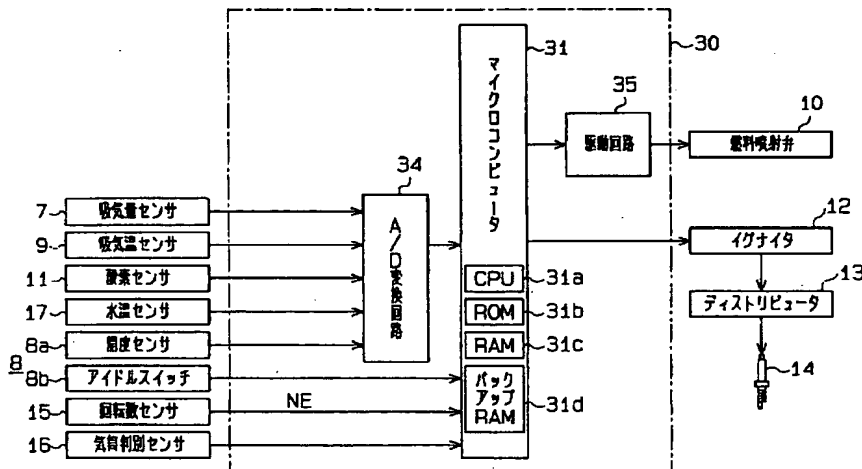 31
30
マイクロコンピュータ
35
駆動回路
10
燃料噴射弁
34
A/D変換回路
7
吸気量センサ
9
吸気温センサ
11
酸素センサ
17
水温センサ
8a
開度センサ
8
8b
アイドルスイッチ
15
回転数センサ
NE
16
気筒判別センサ
CPU
31a
ROM
31b
RAM
31c
バック
アップ
RAM
31d
12
イグナイタ
13
ディストリビュータ
14